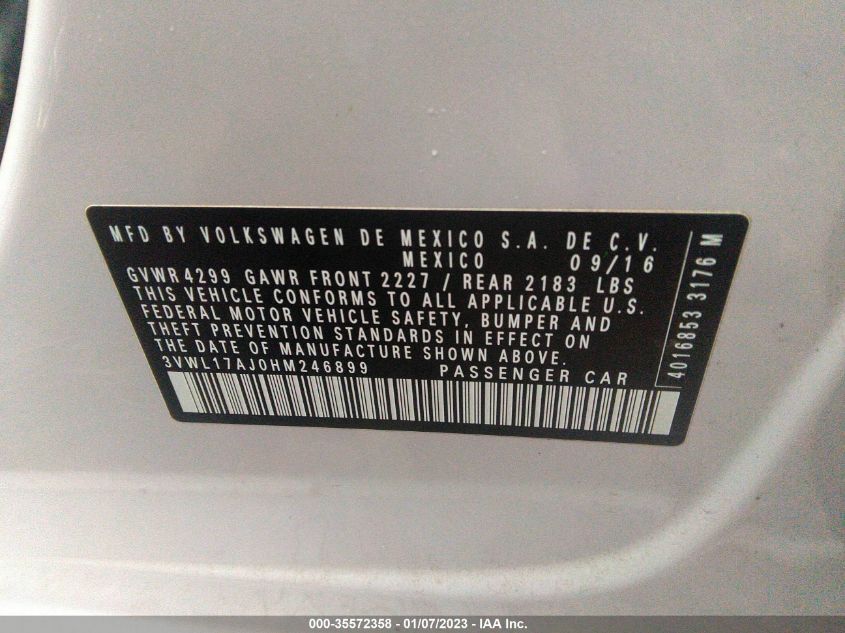 MFD BY VOLKSWAGEN DE MEXICO S.A. DE C.V.
MEXICO 09/16
GVWR4299 GAWR FRONT 2227 / REAR 2183 LBS
THIS VEHICLE CONFORMS TO ALL APPLICABLE U.S.
FEDERAL MOTOR VEHICLE SAFETY, BUMPER AND
THEFT PREVENTION STANDARDS IN EFFECT ON
THE DATE OF MANUFACTURE SHOWN ABOVE.
3VWL17AJ0HM246899 PASSENGER CAR
4016853 3176 M
000-35572358 - 01/07/2023 - IAA Inc.